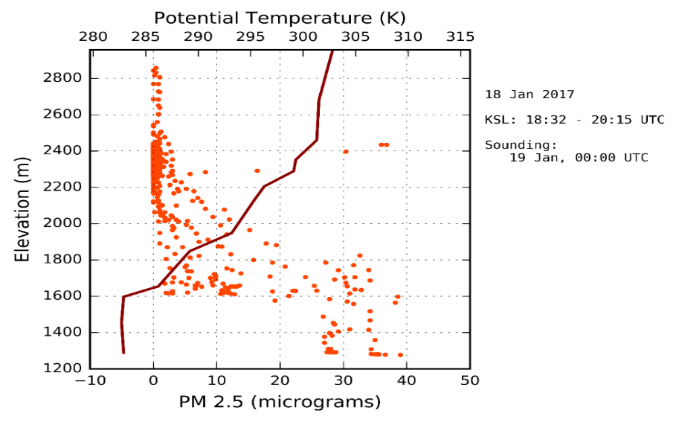 Potential Temperature (K)
280 285 290 295 300 305 310 315
2800
2600
2400
2200
2000
1800
1600
1400
1200
Elevation (m)
−10 0 10 20 30 40 50
PM 2.5 (micrograms)
18 Jan 2017
KSL: 18:32 - 20:15 UTC
Sounding:
19 Jan, 00:00 UTC